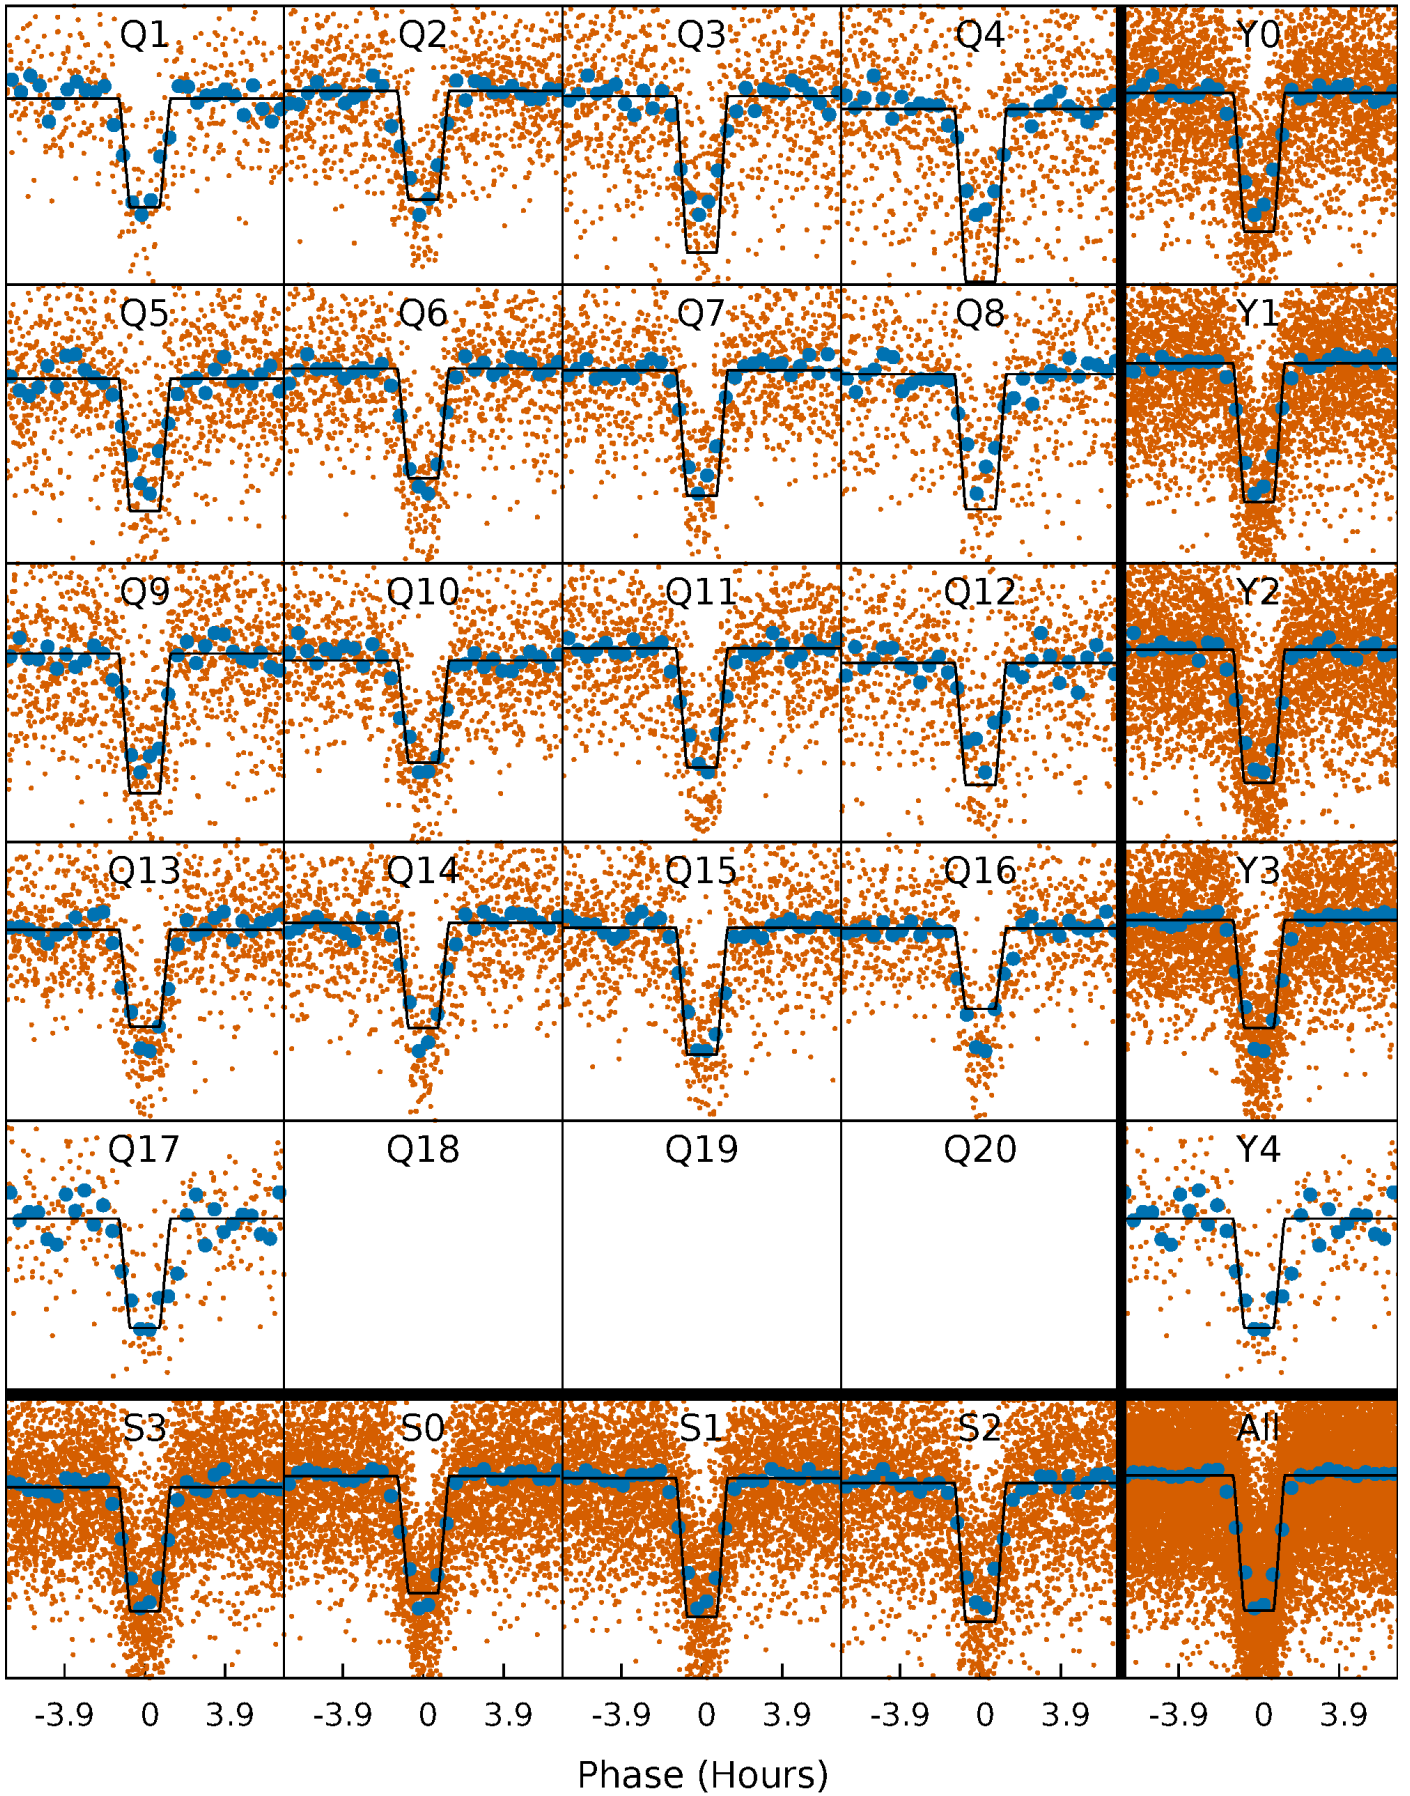 Q1 Q2 Q3 Q4 Y0
Q5 Q6 Q7 Q8 Y1
Q9 Q10 Q11 Q12 Y2
Q13 Q14 Q15 Q16 Y3
Q17 Q18 Q19 Q20 Y4
S3 S0 S1 S2 All
-3.9 0 3.9 -3.9 0 3.9 -3.9 0 3.9 -3.9 0 3.9 -3.9 0 3.9
Phase (Hours)